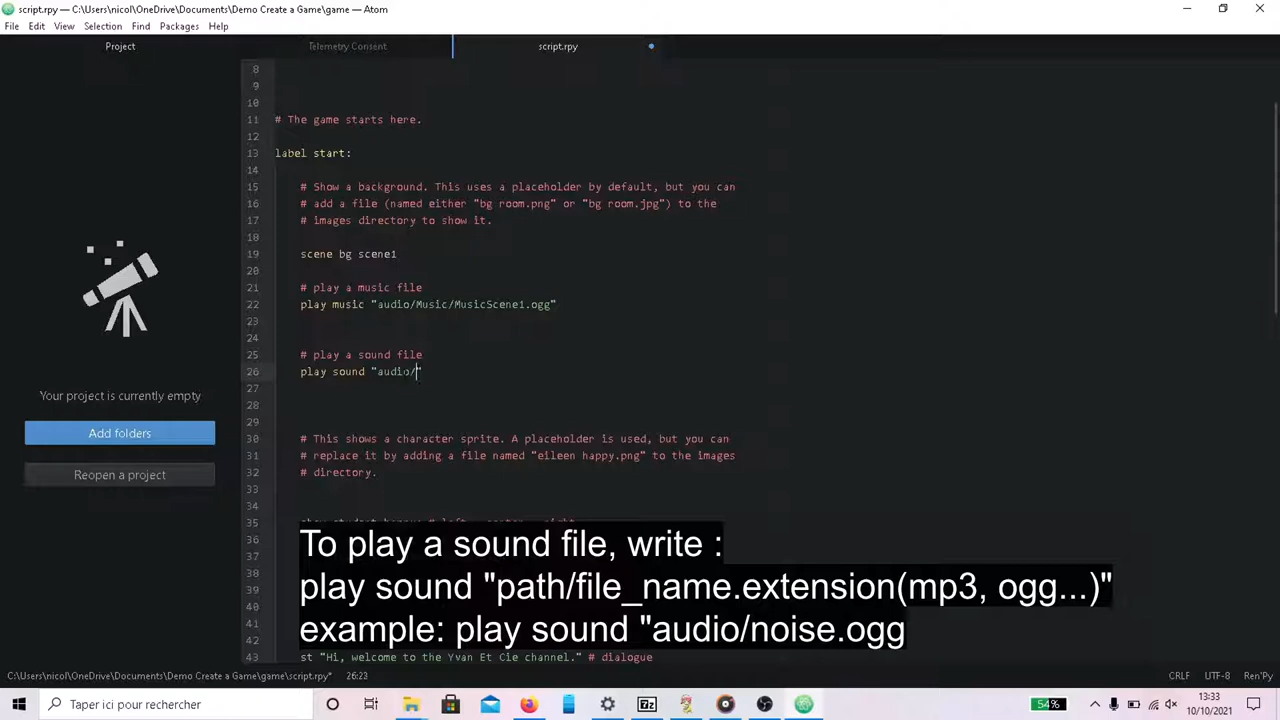 script.rpy — C:\Users\nicol\OneDrive\Documents\Demo Create a Game\game — Atom
File Edit View Selection Find Packages Help
Project
Telemetry Consent
script.rpy
8
9
10
11 # The game starts here.
12
13 label start:
14
15 # Show a background. This uses a placeholder by default, but you can
16 # add a file (named either "bg room.png" or "bg room.jpg") to the
17 # images directory to show it.
18
19 scene bg scene1
20
21 # play a music file
22 play music "audio/Music/MusicScene1.ogg"
23
24
25 # play a sound file
26 play sound "audio/"
27
28
29
30 # This shows a character sprite. A placeholder is used, but you can
31 # replace it by adding a file named "eileen happy.png" to the images
32 # directory.
33
34
35
36
37
38
39
40
41
42
43 st "Hi, welcome to the Yvan Et Cie channel." # dialogue
Your project is currently empty
Add folders
Reopen a project
To play a sound file, write :
play sound "path/file_name.extension(mp3, ogg...)"
example: play sound "audio/noise.ogg
C:\Users\nicol\OneDrive\Documents\Demo Create a Game\game\script.rpy* 26:23
CRLF UTF-8 Ren'Py
Taper ici pour rechercher
54%
13:33
10/10/2021